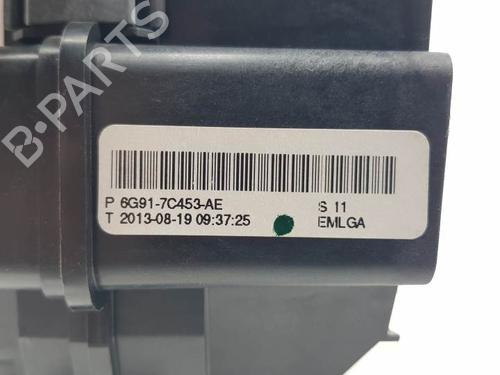 B-PARTS
P 6G91-7C453-AE S 11
T 2013-08-19 09:37:25 EMLGA